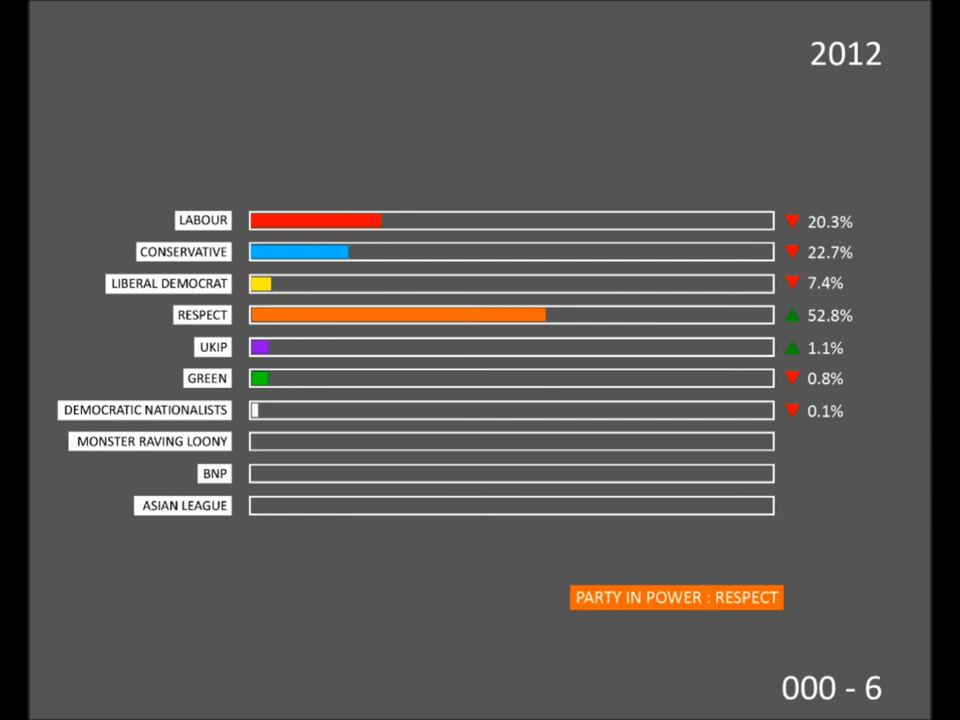 2012
LABOUR 20.3%
CONSERVATIVE 22.7%
LIBERAL DEMOCRAT 7.4%
RESPECT 52.8%
UKIP 1.1%
GREEN 0.8%
DEMOCRATIC NATIONALISTS 0.1%
MONSTER RAVING LOONY
BNP
ASIAN LEAGUE
PARTY IN POWER : RESPECT
000 - 6